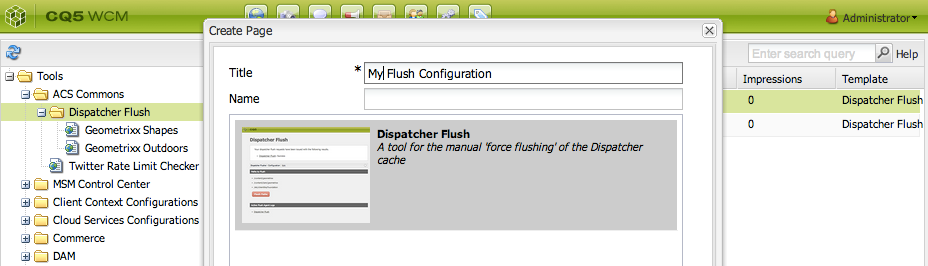 CQ5 WCM
Administrator
Create Page
Enter search query
Help
Title
*
My Flush Configuration
Name
Dispatcher Flush
A tool for the manual 'force flushing' of the Dispatcher
cache
Dispatcher Flush
Tools
ACS Commons
Dispatcher Flush
Geometrixx Shapes
Geometrixx Outdoors
Twitter Rate Limit Checker
MSM Control Center
Client Context Configurations
Cloud Services Configurations
Commerce
DAM
Impressions Template
0 Dispatcher Flush
0 Dispatcher Flush